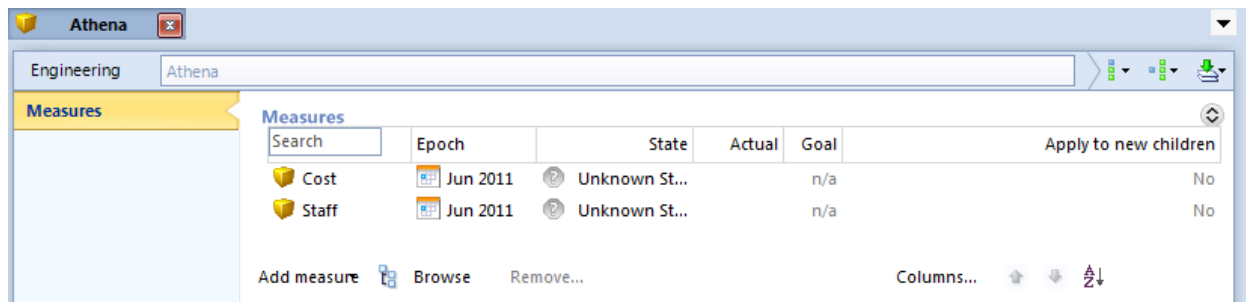 Athena
Engineering Athena
Measures
Measures
Search Epoch State Actual Goal Apply to new children
Cost Jun 2011 Unknown St... n/a No
Staff Jun 2011 Unknown St... n/a No
Add measure Browse Remove... Columns...